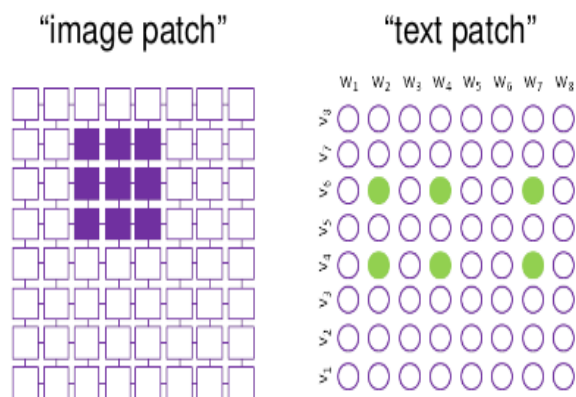 “image patch” “text patch”
W₁ W₂ W₃ W₄ W₅ W₆ W₇ W₈
V₈
V₇
V₆
V₅
V₄
V₃
V₂
V₁